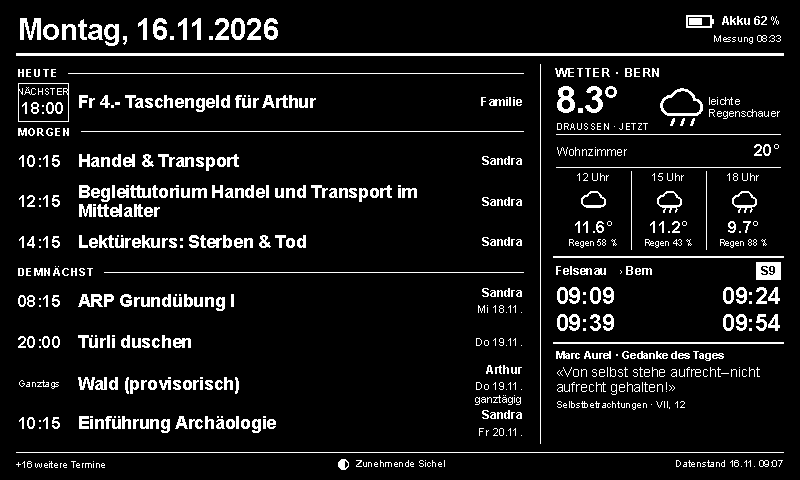 Montag, 16.11.2026
Akku 62 %
Messung 08:33
HEUTE
NÄCHSTER
18:00 Fr 4.- Taschengeld für Arthur Familie
MORGEN
10:15 Handel & Transport Sandra
12:15 Begleittutorium Handel und Transport im
Mittelalter Sandra
14:15 Lektürekurs: Sterben & Tod Sandra
DEMNÄCHST
08:15 ARP Grundübung I Sandra
Mi 18.11.
20:00 Türli duschen Do 19.11.
Ganztags Wald (provisorisch) Arthur
Do 19.11.
ganztägig
10:15 Einführung Archäologie Sandra
Fr 20.11.
WETTER · BERN
8.3° leichte
Regenschauer
DRAUSSEN · JETZT
Wohnzimmer 20°
12 Uhr 15 Uhr 18 Uhr
11.6° 11.2° 9.7°
Regen 58 % Regen 43 % Regen 88 %
Felsenau › Bern S9
09:09 09:24
09:39 09:54
Marc Aurel · Gedanke des Tages
«Von selbst stehe aufrecht–nicht
aufrecht gehalten!»
Selbstbetrachtungen · VII, 12
+16 weitere Termine
Zunehmende Sichel
Datenstand 16.11. 09:07